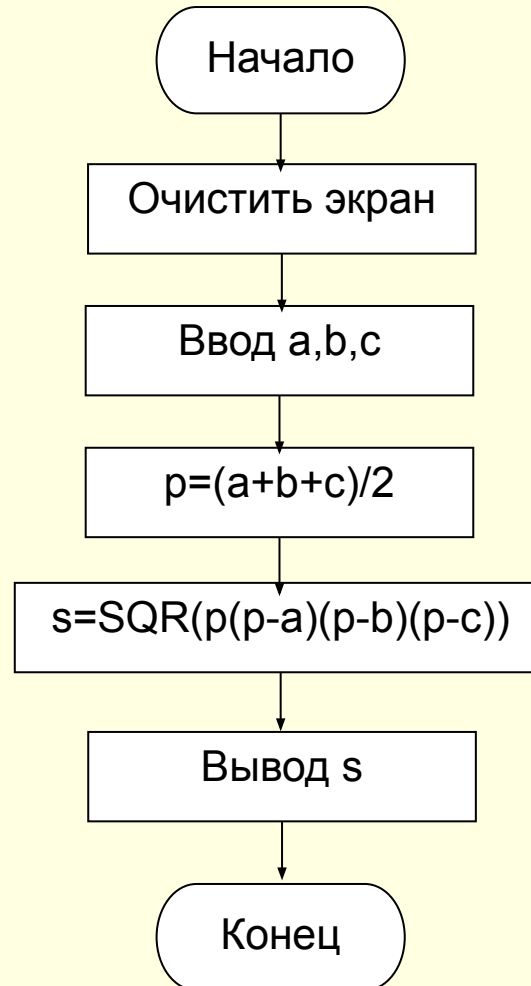 Начало
Очистить экран
Ввод a,b,c
p=(a+b+c)/2
s=SQR(p(p-a)(p-b)(p-c))
Вывод s
Конец